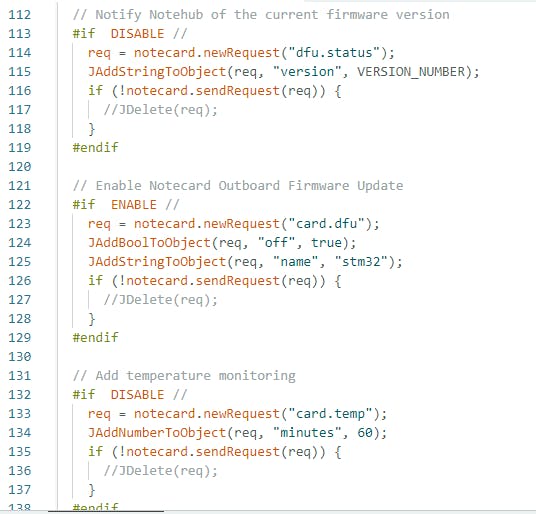 112 // Notify Notehub of the current firmware version
113 #if  DISABLE //
114   req = notecard.newRequest("dfu.status");
115   JAddStringToObject(req, "version", VERSION_NUMBER);
116   if (!notecard.sendRequest(req)) {
117     //JDelete(req);
118   }
119 #endif
120
121 // Enable Notecard Outboard Firmware Update
122 #if  ENABLE //
123   req = notecard.newRequest("card.dfu");
124   JAddBoolToObject(req, "off", true);
125   JAddStringToObject(req, "name", "stm32");
126   if (!notecard.sendRequest(req)) {
127     //JDelete(req);
128   }
129 #endif
130
131 // Add temperature monitoring
132 #if  DISABLE //
133   req = notecard.newRequest("card.temp");
134   JAddNumberToObject(req, "minutes", 60);
135   if (!notecard.sendRequest(req)) {
136     //JDelete(req);
137   }
138 #endif